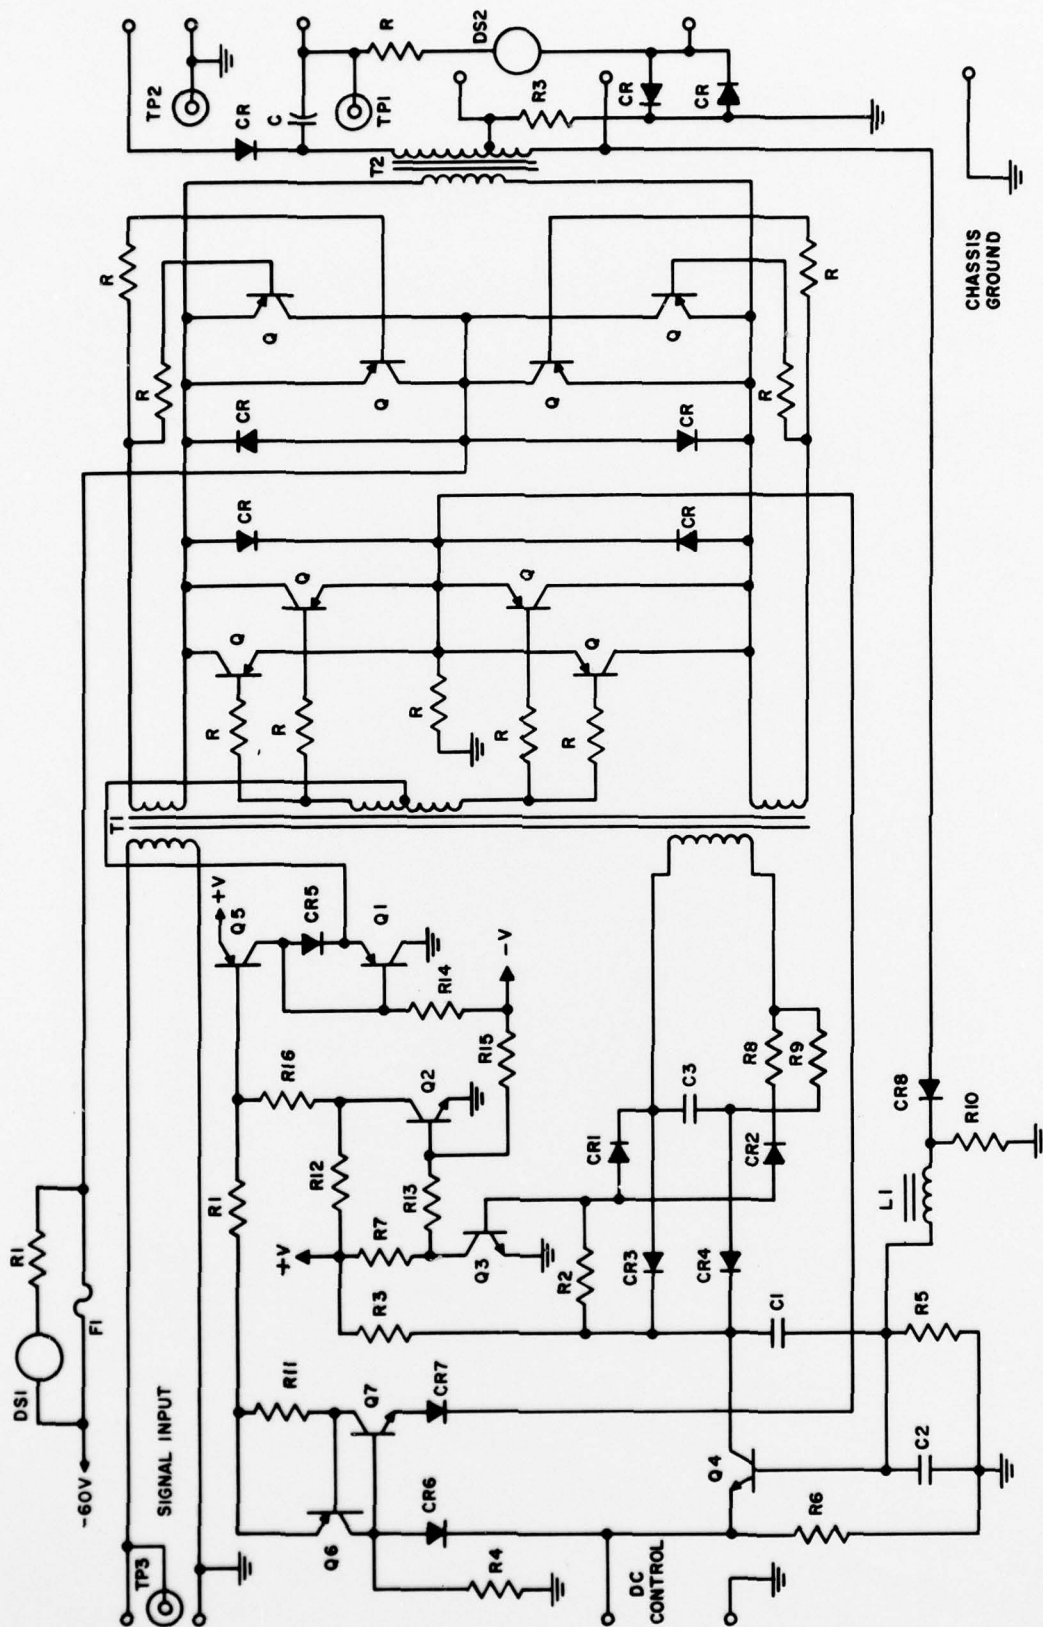 DS1
R1
-60V
F1
T1
TP3
SIGNAL INPUT
R
TP2
R
R1
+V
R
Q5
Q
CR
CR
CR
+V
R11
R16
R
Q
C
R12
CR5
Q
Q6
Q7
R3
R7
Q1
Q
T2
TP1
R
R13
R
CR6
Q2
CR7
R14
Q3
R15
DS2
R4
-V
R
Q
Q
R3
R2
R
CR1
Q
CR3
CR
DC
CONTROL
Q
C3
CR
CR
CR4
CR
Q4
CR2
R8
C1
R
R9
R6
R
L1
CR8
C2
R5
R10
CHASSIS
GROUND